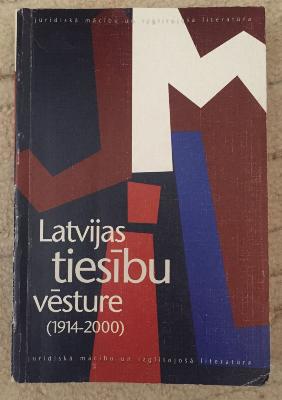 juridiskā mācību un izglītojošā literatūra
Latvijas
tiesību
vēsture
(1914-2000)
juridiskā mācību un izglītojošā literatūra